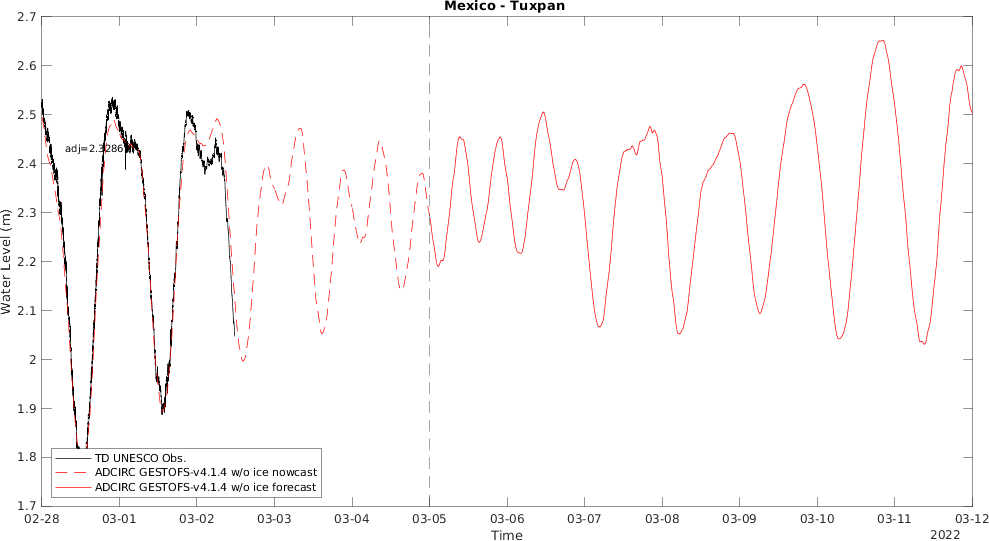 Mexico - Tuxpan
2.7
2.6
2.5
2.4
2.3
2.2
2.1
2
1.9
1.8
1.7
Water Level (m)
adj=2.3286
TD UNESCO Obs.
ADCIRC GESTOFS-v4.1.4 w/o ice nowcast
ADCIRC GESTOFS-v4.1.4 w/o ice forecast
02-28 03-01 03-02 03-03 03-04 03-05 03-06 03-07 03-08 03-09 03-10 03-11 03-12
Time
2022